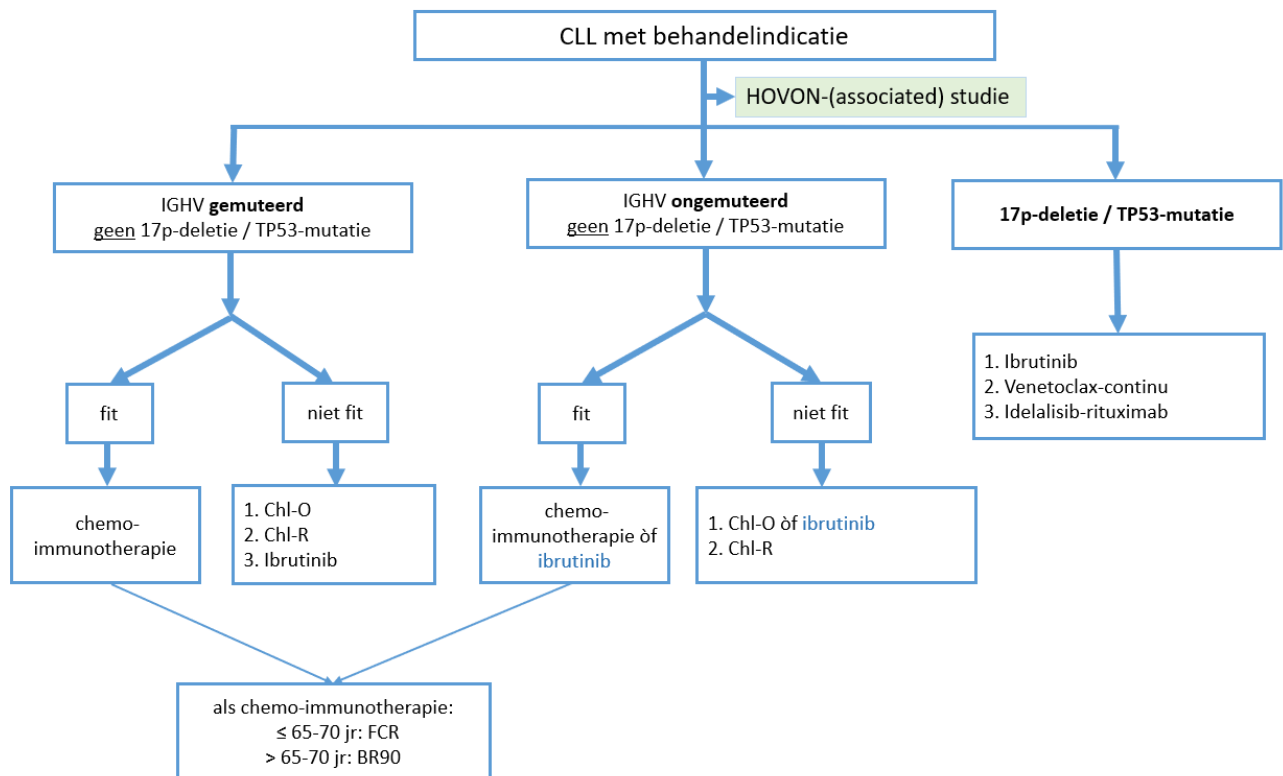 CLL met behandelindicatie
HOVON-(associated) studie
IGHV gemuteerd
geen 17p-deletie / TP53-mutatie
IGHV ongemuteerd
geen 17p-deletie / TP53-mutatie
17p-deletie / TP53-mutatie
fit
niet fit
fit
niet fit
1. Ibrutinib
2. Venetoclax-continu
3. Idelalisib-rituximab
chemo-
immunotherapie
1. Chl-O
2. Chl-R
3. Ibrutinib
chemo-
immunotherapie òf
ibrutinib
1. Chl-O òf ibrutinib
2. Chl-R
als chemo-immunotherapie:
≤ 65-70 jr: FCR
> 65-70 jr: BR90